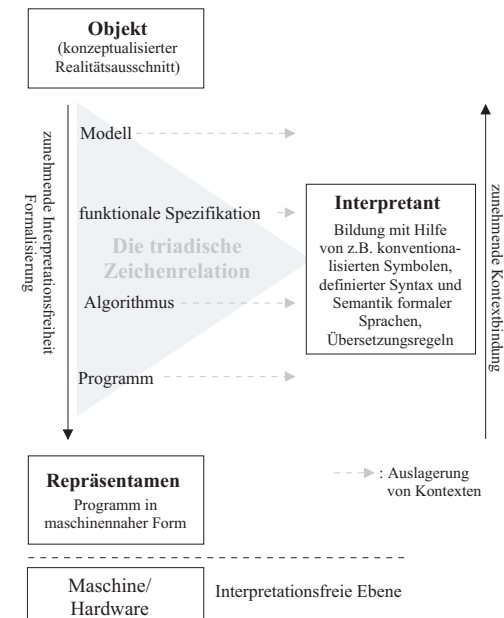 Objekt
(konzeptualisierter
Realitätsausschnitt)
zunehmende Interpretationsfreiheit
Formalisierung
Modell
funktionale Spezifikation
Die triadische
Zeichenrelation
Algorithmus
Programm
Interpretant
Bildung mit Hilfe
von z.B. konventiona-
lisierten Symbolen,
definierter Syntax und
Semantik formaler
Sprachen,
Übersetzungsregeln
zunehmende Kontextbindung
Repräsentamen
Programm in
maschinennaher Form
: Auslagerung
von Kontexten
Maschine/
Hardware
Interpretationsfreie Ebene